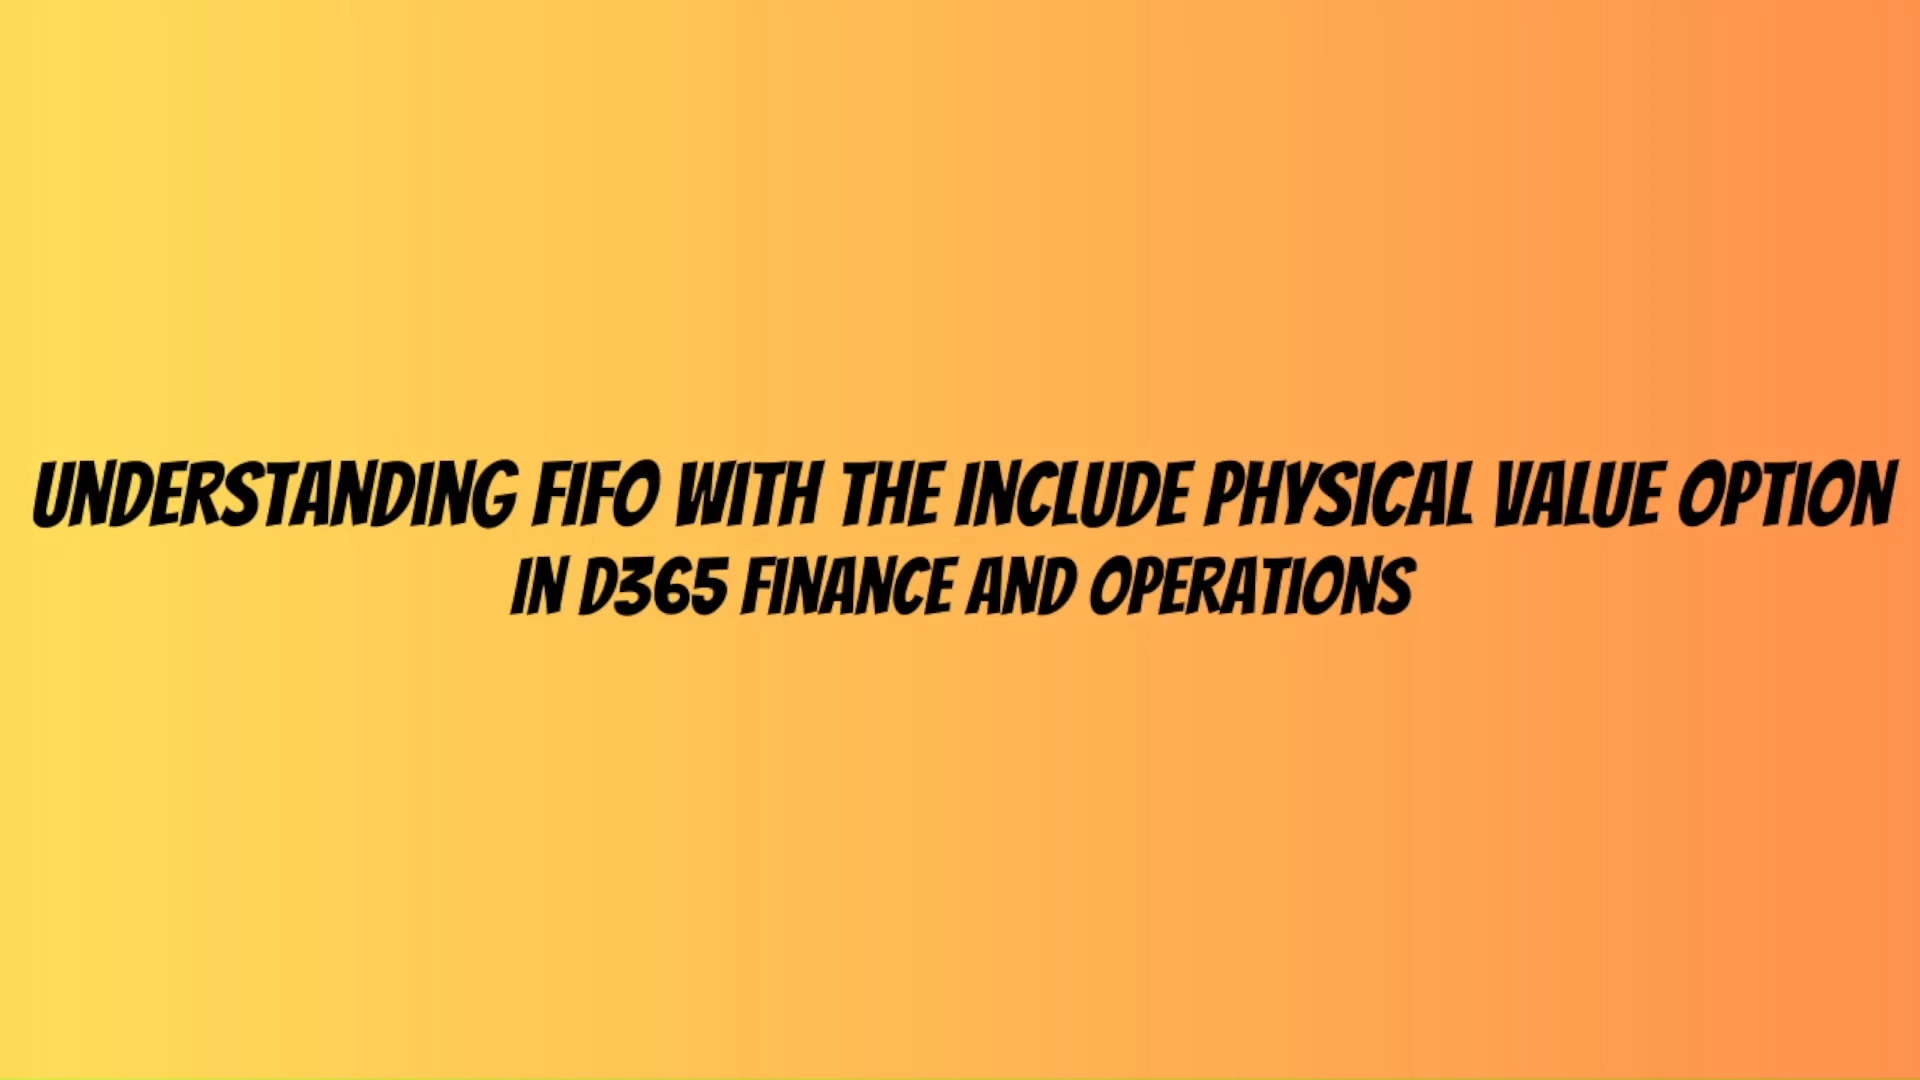 UNDERSTANDING FIFO WITH THE INCLUDE PHYSICAL VALUE OPTION
IN D365 FINANCE AND OPERATIONS